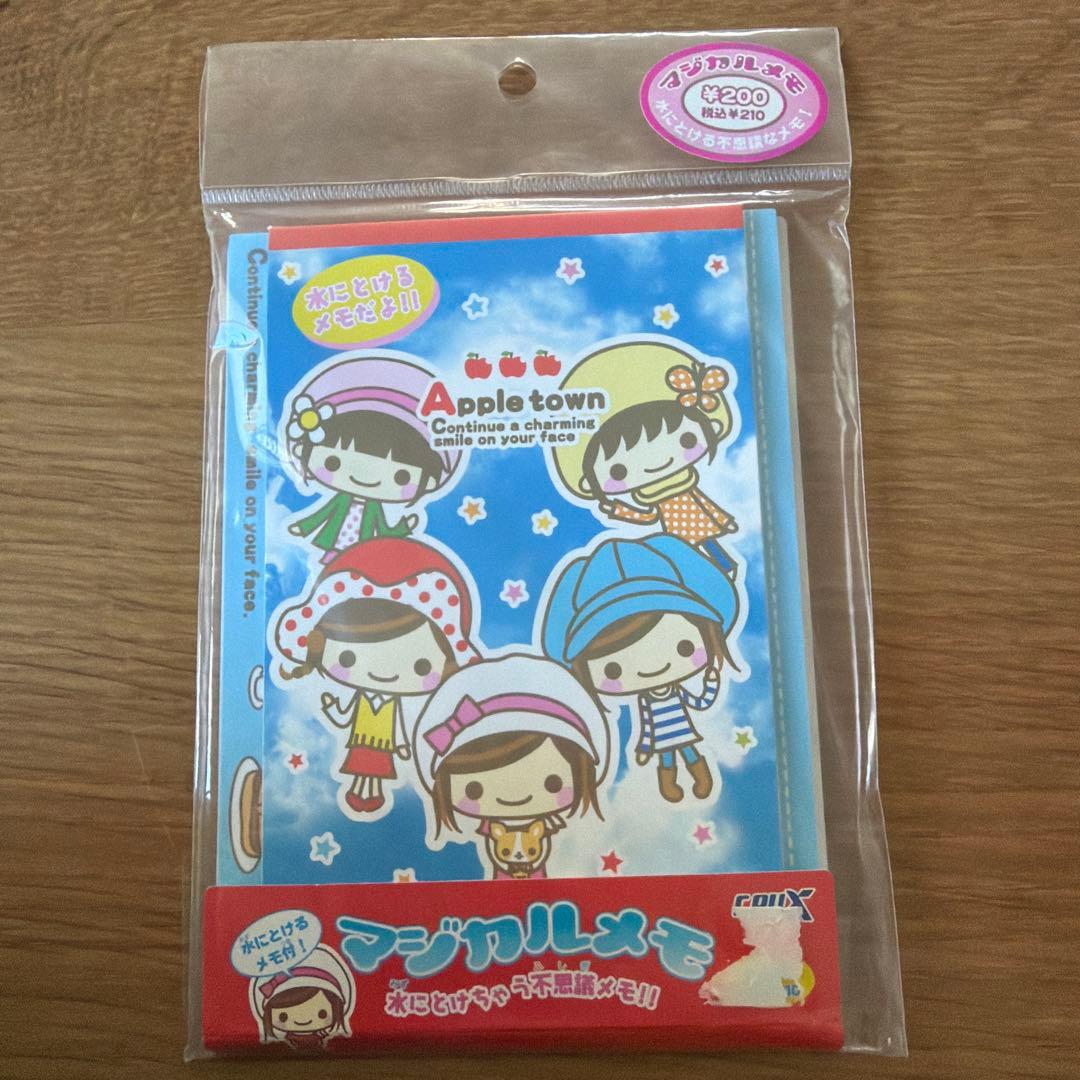 マジカルメモ
¥200
税込¥210
水にとける不思議なメモ!
水にとける
メモだよ!!
Apple town
Continue a charming
smile on your face
Continue a charming smile on your face.
CRUX
水にとける
メモ付!
マジカルメモ
水にとけちゃう不思議メモ!!